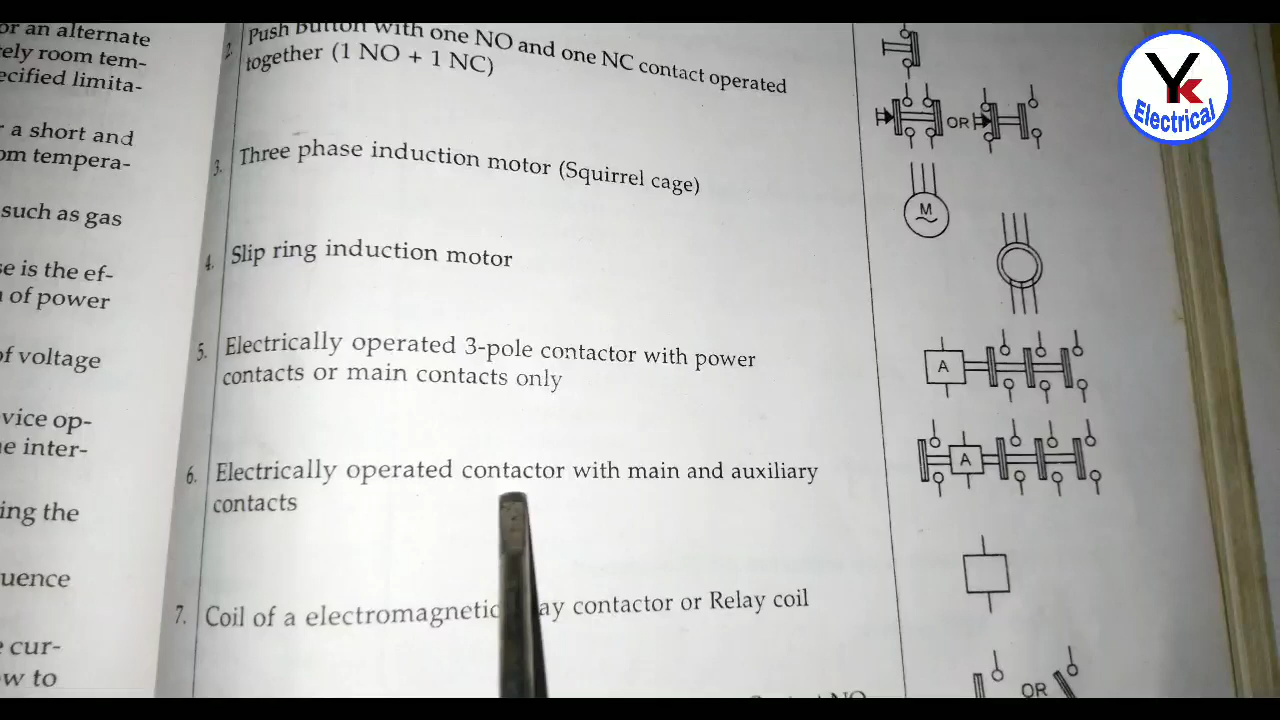 or an alternate
ely room tem-
ecified limita-
r a short and
om tempera-
such as gas
se is the ef-
of power
of voltage
vice op-
e inter-
ing the
uence
e cur-
w to
2. Push Button with one NO and one NC contact operated
together (1 NO + 1 NC)
3. Three phase induction motor (Squirrel cage)
4. Slip ring induction motor
5. Electrically operated 3-pole contactor with power
contacts or main contacts only
6. Electrically operated contactor with main and auxiliary
contacts
7. Coil of a electromagnetic ay contactor or Relay coil
OR
M
A
A
OR
YK
Electrical